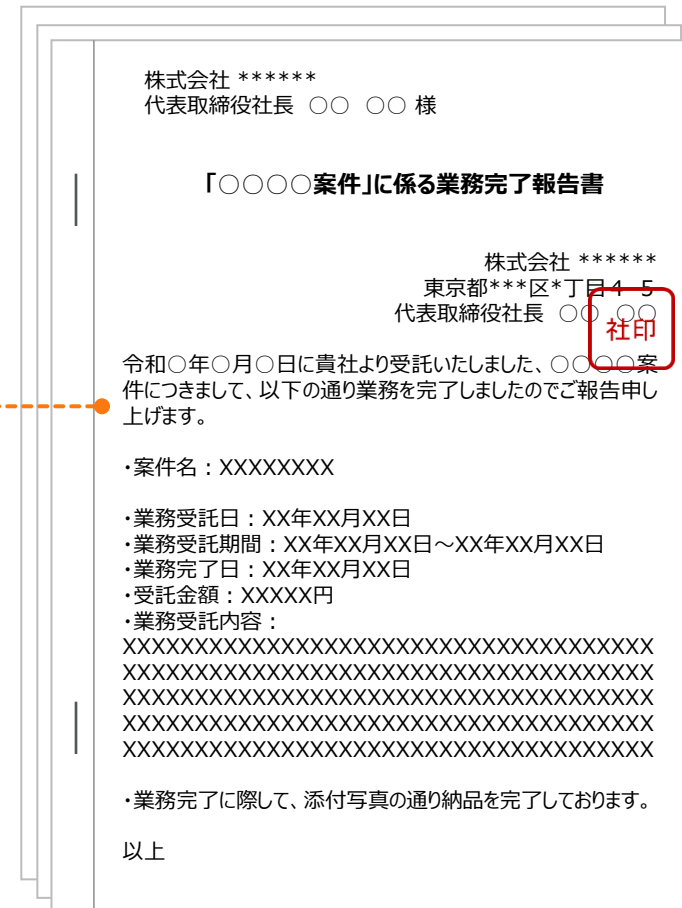 株式会社 ******
代表取締役社長 ○○ ○○ 様
「○○○○案件」に係る業務完了報告書
株式会社 ******
東京都***区*丁目4-5
代表取締役社長 ○○ ○○
社印
令和○年○月○日に貴社より受託いたしました、○○○○案
件につきまして、以下の通り業務を完了しましたのでご報告申し
上げます。
・案件名：XXXXXXXX
・業務受託日：XX年XX月XX日
・業務受託期間：XX年XX月XX日～XX年XX月XX日
・業務完了日：XX年XX月XX日
・受託金額：XXXXX円
・業務受託内容：
XXXXXXXXXXXXXXXXXXXXXXXXXXXXXXXXXXXXX
XXXXXXXXXXXXXXXXXXXXXXXXXXXXXXXXXXXXX
XXXXXXXXXXXXXXXXXXXXXXXXXXXXXXXXXXXXX
XXXXXXXXXXXXXXXXXXXXXXXXXXXXXXXXXXXXX
XXXXXXXXXXXXXXXXXXXXXXXXXXXXXXXXXXXXX
・業務完了に際して、添付写真の通り納品を完了しております。
以上